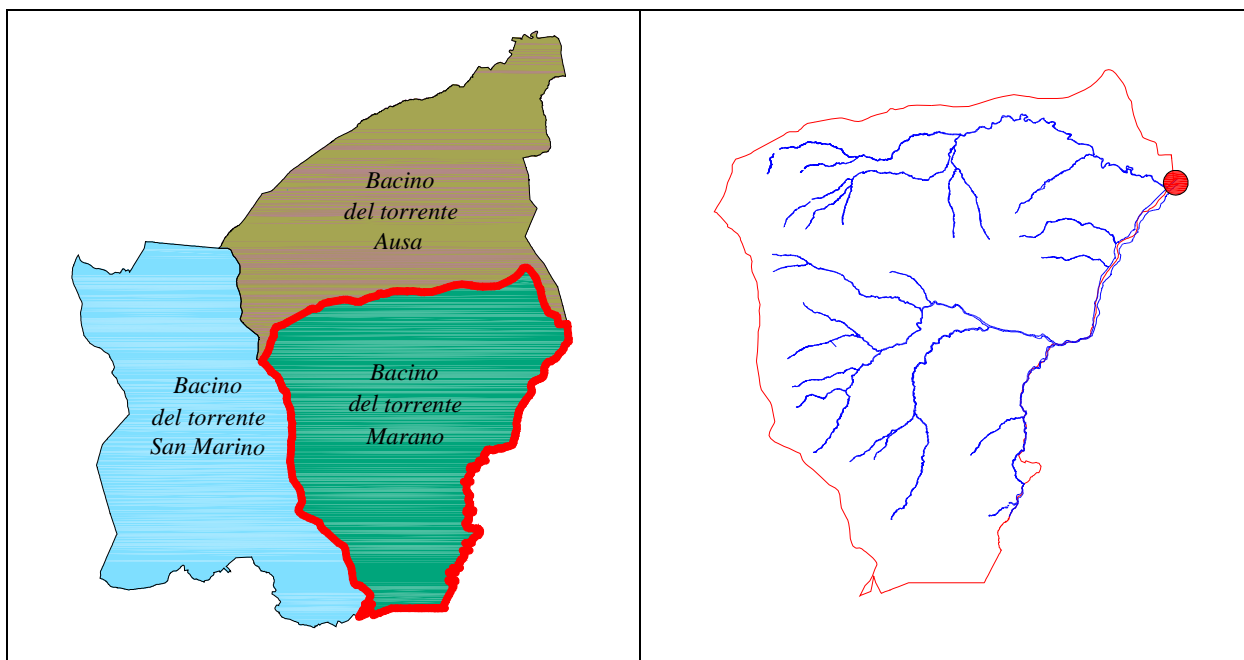 Bacino
del torrente
Ausa
Bacino
del torrente
San Marino
Bacino
del torrente
Marano